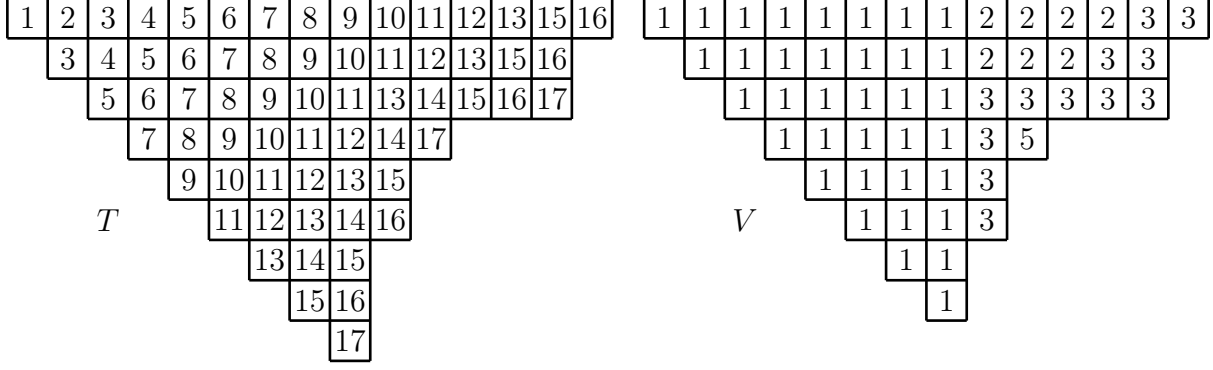 1 2 3 4 5 6 7 8 9 10 11 12 13 15 16 1 1 1 1 1 1 1 1 2 2 2 2 3 3
3 4 5 6 7 8 9 10 11 12 13 15 16 1 1 1 1 1 1 1 2 2 2 3 3
5 6 7 8 9 10 11 13 14 15 16 17 1 1 1 1 1 1 3 3 3 3 3
7 8 9 10 11 12 14 17 1 1 1 1 1 3 5
9 10 11 12 13 15 1 1 1 1 3
T 11 12 13 14 16 V 1 1 1 3
13 14 15 1 1
15 16 1
17